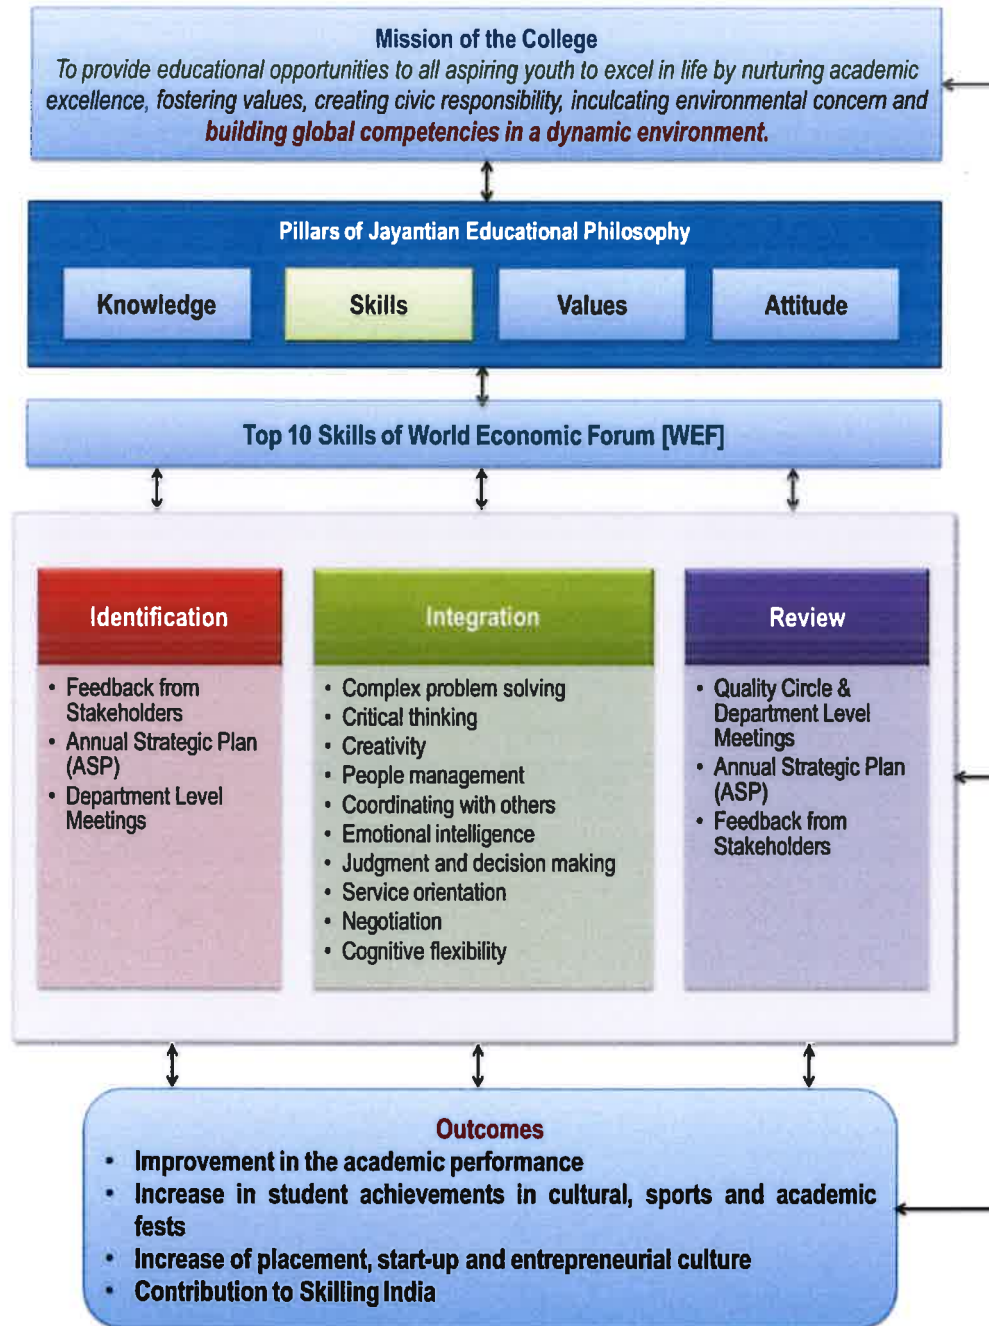 Mission of the College
To provide educational opportunities to all aspiring youth to excel in life by nurturing academic
excellence, fostering values, creating civic responsibility, inculcating environmental concern and
building global competencies in a dynamic environment.
Pillars of Jayantian Educational Philosophy
Knowledge
Skills
Values
Attitude
Top 10 Skills of World Economic Forum [WEF]
Identification
• Feedback from
Stakeholders
• Annual Strategic Plan
(ASP)
• Department Level
Meetings
Integration
• Complex problem solving
• Critical thinking
• Creativity
• People management
• Coordinating with others
• Emotional intelligence
• Judgment and decision making
• Service orientation
• Negotiation
• Cognitive flexibility
Review
• Quality Circle &
Department Level
Meetings
• Annual Strategic Plan
(ASP)
• Feedback from
Stakeholders
Outcomes
• Improvement in the academic performance
• Increase in student achievements in cultural, sports and academic
fests
• Increase of placement, start-up and entrepreneurial culture
• Contribution to Skilling India